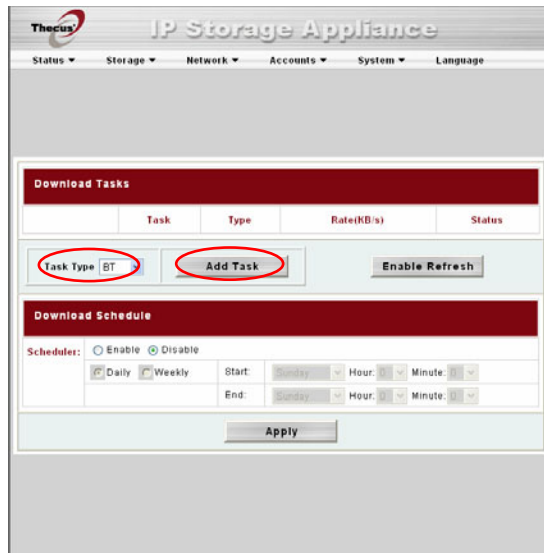 Thecus
IP Storage Appliance
Status Storage Network Accounts System Language
Download Tasks
Task Type Rate(KB/s) Status
Task Type BT Add Task Enable Refresh
Download Schedule
Scheduler: Enable Disable
Daily Weekly Start: Sunday Hour: 0 Minute: 0
End: Sunday Hour: 0 Minute: 0
Apply